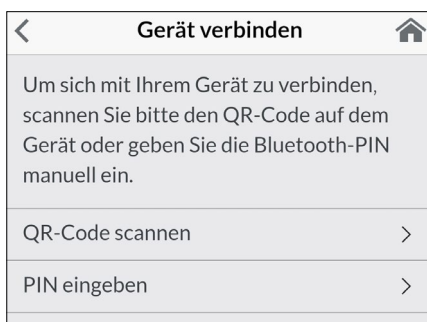 Gerät verbinden
Um sich mit Ihrem Gerät zu verbinden,
scannen Sie bitte den QR-Code auf dem
Gerät oder geben Sie die Bluetooth-PIN
manuell ein.
QR-Code scannen
PIN eingeben